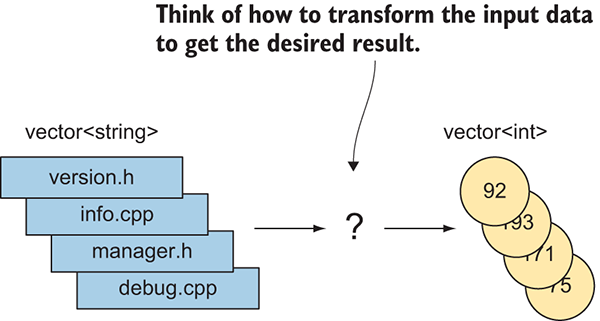 Think of how to transform the input data
to get the desired result.
vector<string>
vector<int>
version.h
info.cpp
manager.h
debug.cpp
?
92
193
171
75